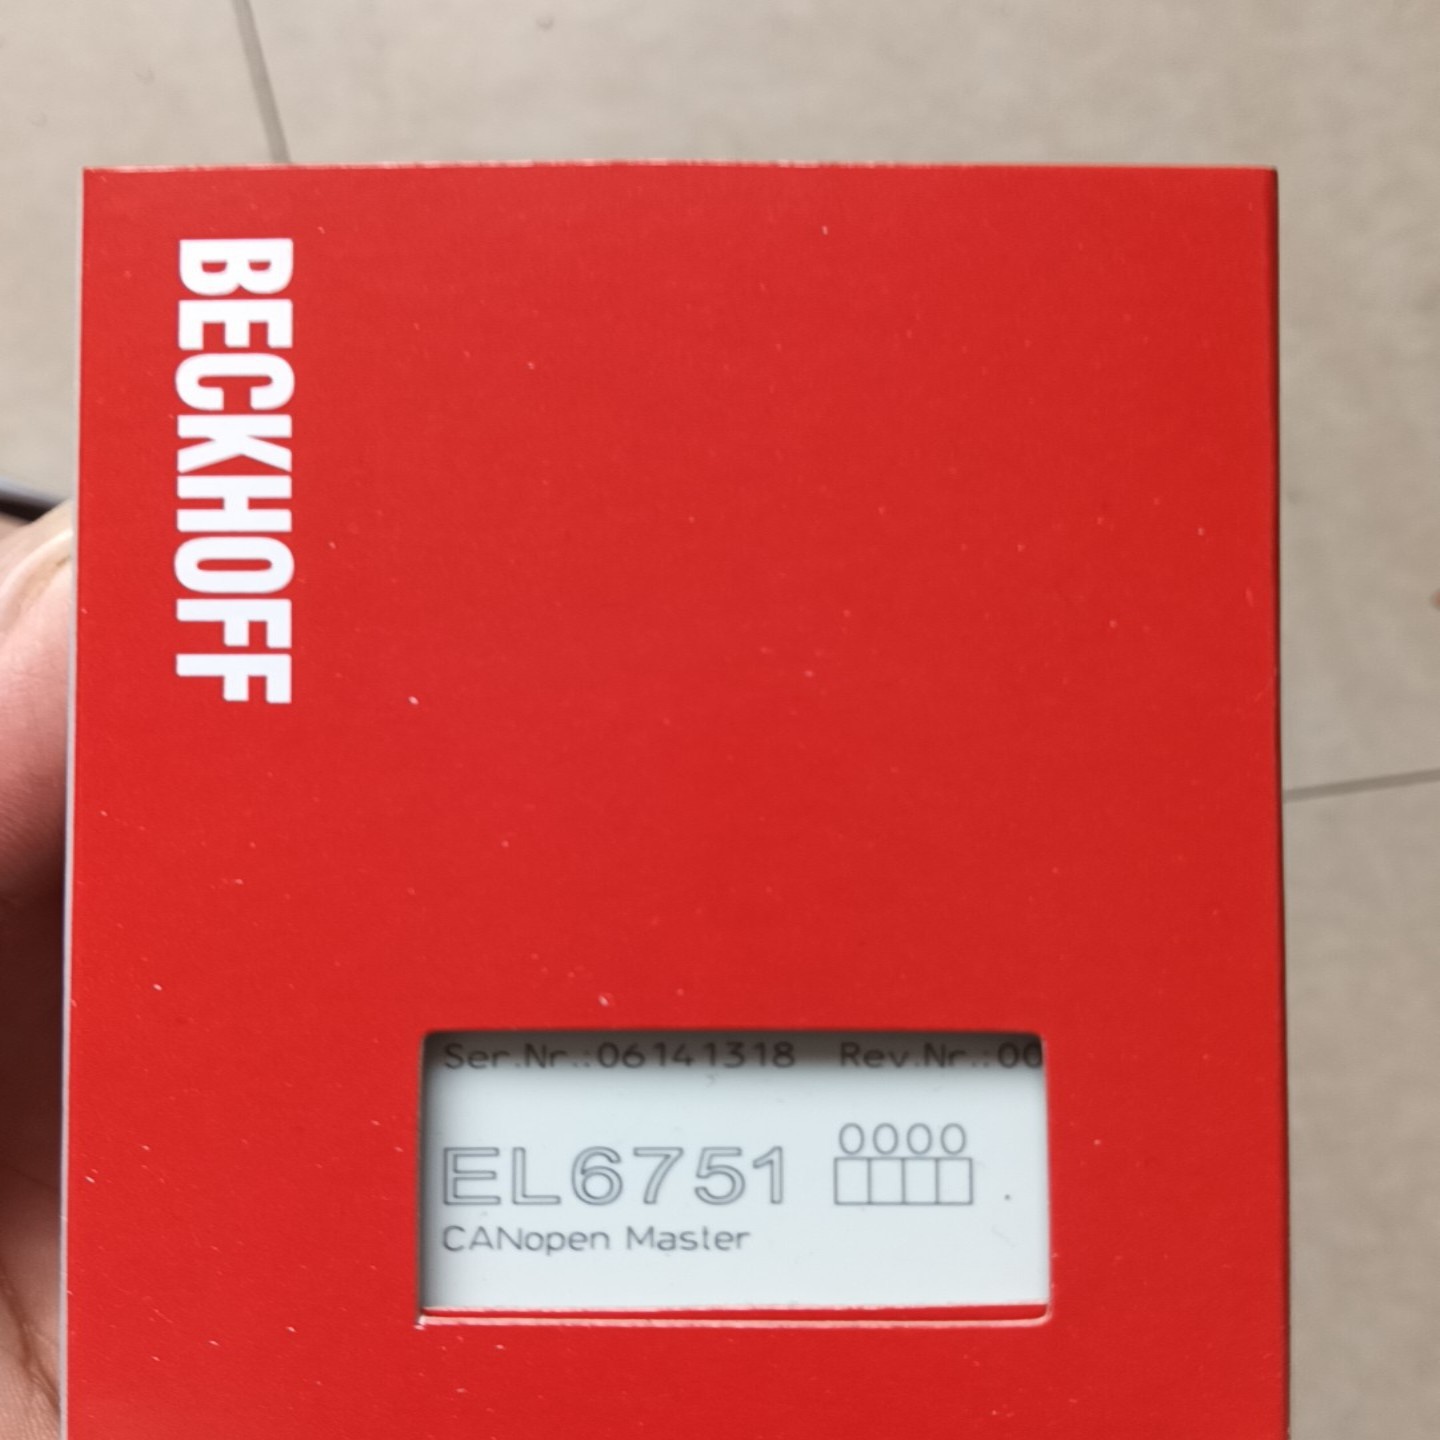 BECKHOFF
Ser.Nr.:06141318 Rev.Nr.:00
EL6751
0000
CANopen Master